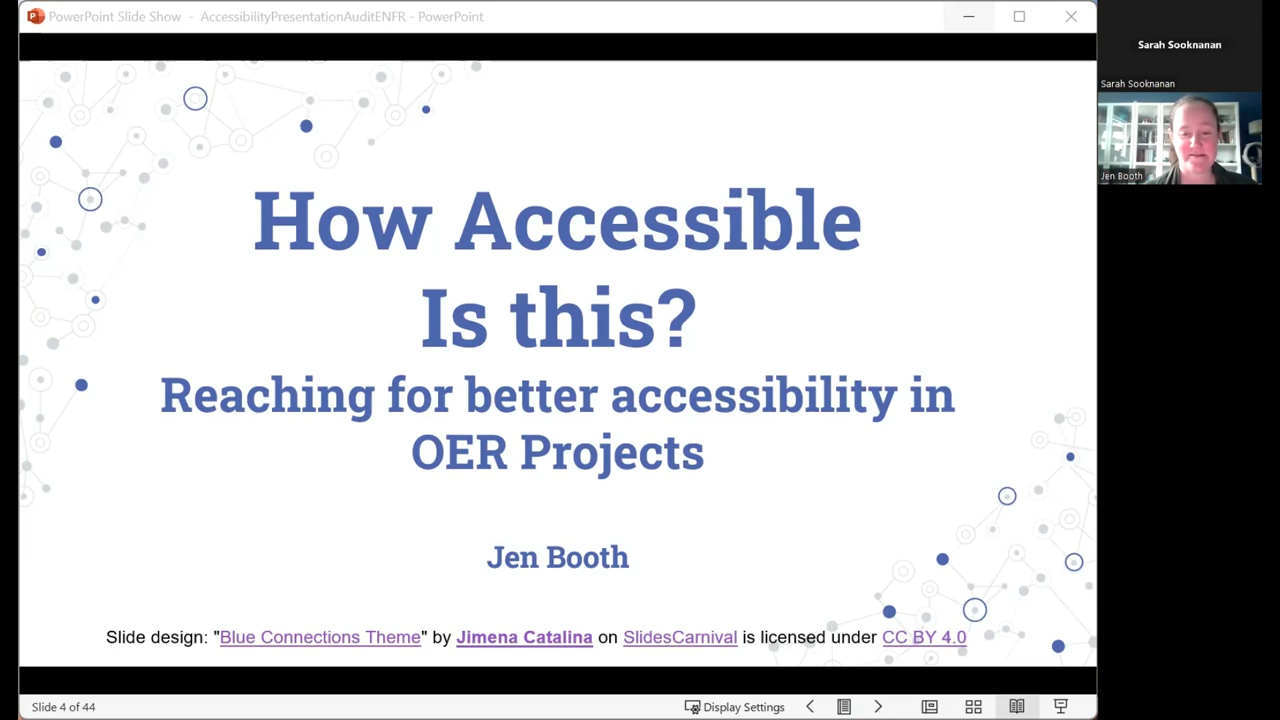 PowerPoint Slide Show - AccessibilityPresentationAuditENFR - PowerPoint
Sarah Sooknanan
Sarah Sooknanan
Jen Booth
How Accessible
Is this?
Reaching for better accessibility in
OER Projects
Jen Booth
Slide design: "Blue Connections Theme" by Jimena Catalina on SlidesCarnival is licensed under CC BY 4.0
Slide 4 of 44
Display Settings